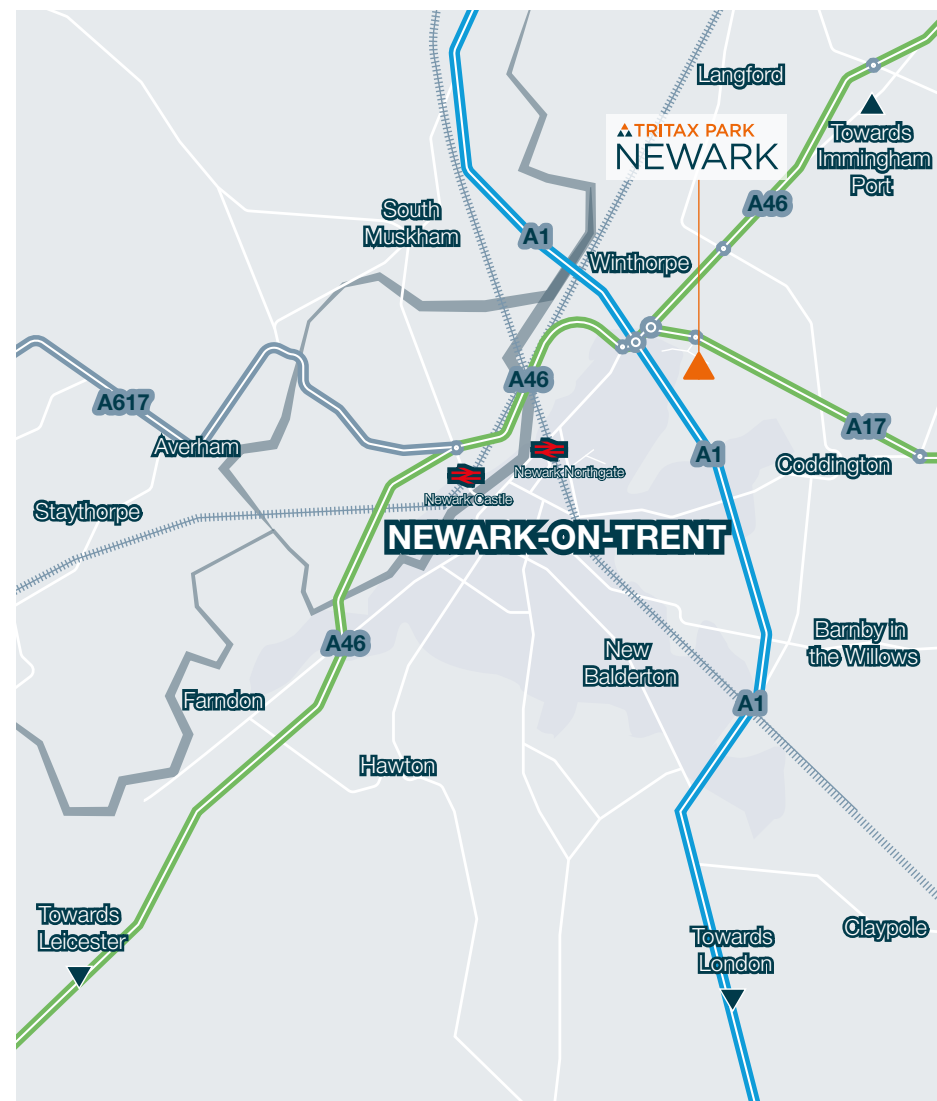 Langford
TRITAX PARK
NEWARK
Towards
Immingham
Port
A46
South
Muskham
A1
Winthorpe
A46
A617
A17
Averham
A1
Coddington
Newark Northgate
Newark Castle
Staythorpe
NEWARK-ON-TRENT
A46
New
Balderton
Barnby in
the Willows
Farndon
A1
Hawton
Towards
Leicester
Claypole
Towards
London